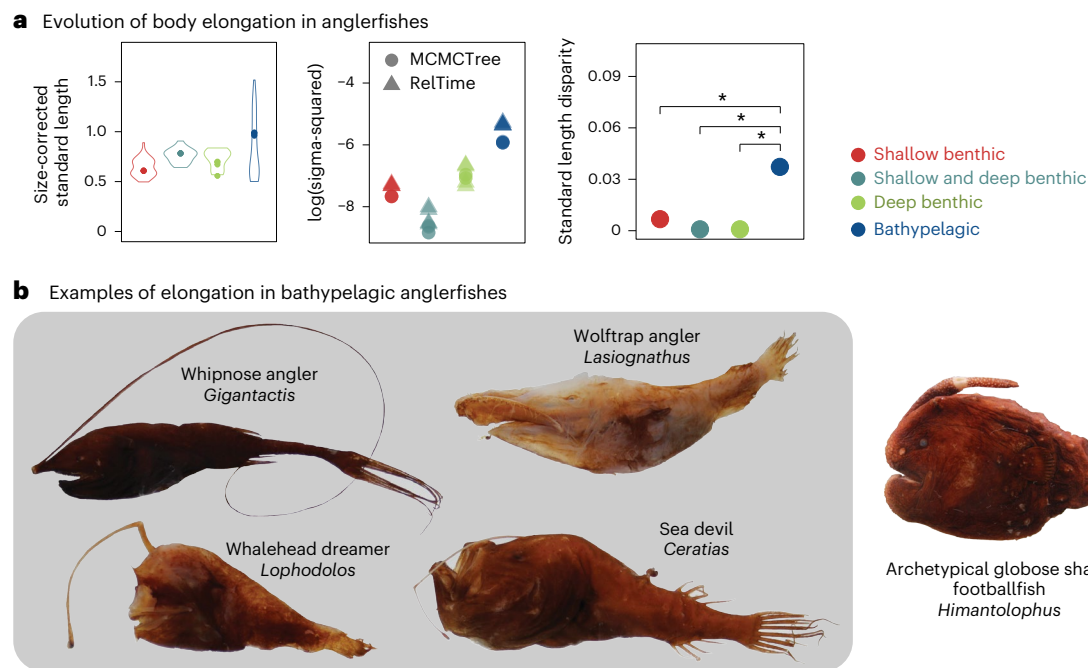 a Evolution of body elongation in anglerfishes
Size-corrected
standard length
1.5
1.0
0.5
0
log(sigma-squared)
−4
−6
−8
MCMCTree
RelTime
Standard length disparity
0.09
0.06
0.03
0
*
*
*
Shallow benthic
Shallow and deep benthic
Deep benthic
Bathypelagic
b Examples of elongation in bathypelagic anglerfishes
Whipnose angler
Gigantactis
Wolftrap angler
Lasiognathus
Whalehead dreamer
Lophodolos
Sea devil
Ceratias
Archetypical globose sha
footballfish
Himantolophus